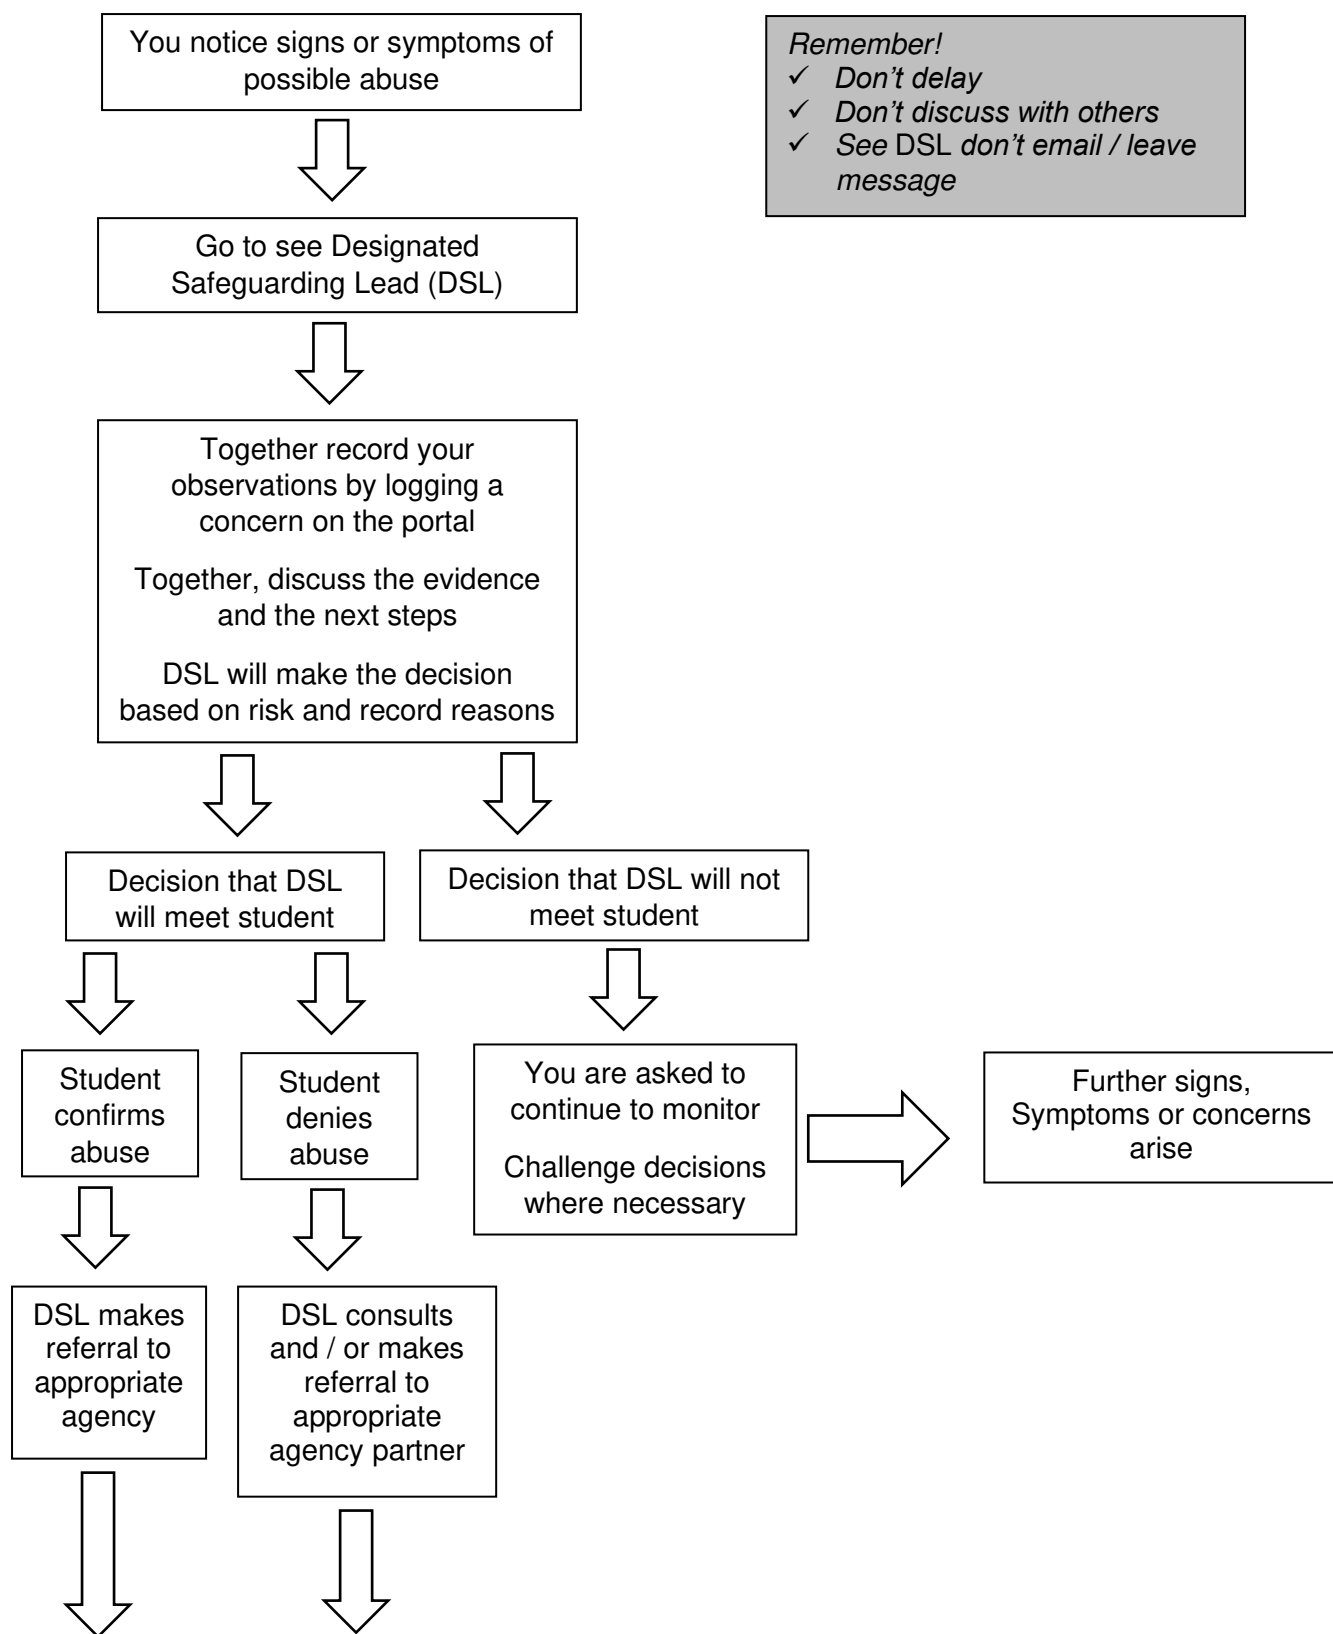 You notice signs or symptoms of
possible abuse
Remember!
✓ Don't delay
✓ Don't discuss with others
✓ See DSL don't email / leave
message
Go to see Designated
Safeguarding Lead (DSL)
Together record your
observations by logging a
concern on the portal
Together, discuss the evidence
and the next steps
DSL will make the decision
based on risk and record reasons
Decision that DSL
will meet student
Decision that DSL will not
meet student
Student
confirms
abuse
Student
denies
abuse
You are asked to
continue to monitor
Challenge decisions
where necessary
Further signs,
Symptoms or concerns
arise
DSL makes
referral to
appropriate
agency
DSL consults
and / or makes
referral to
appropriate
agency partner